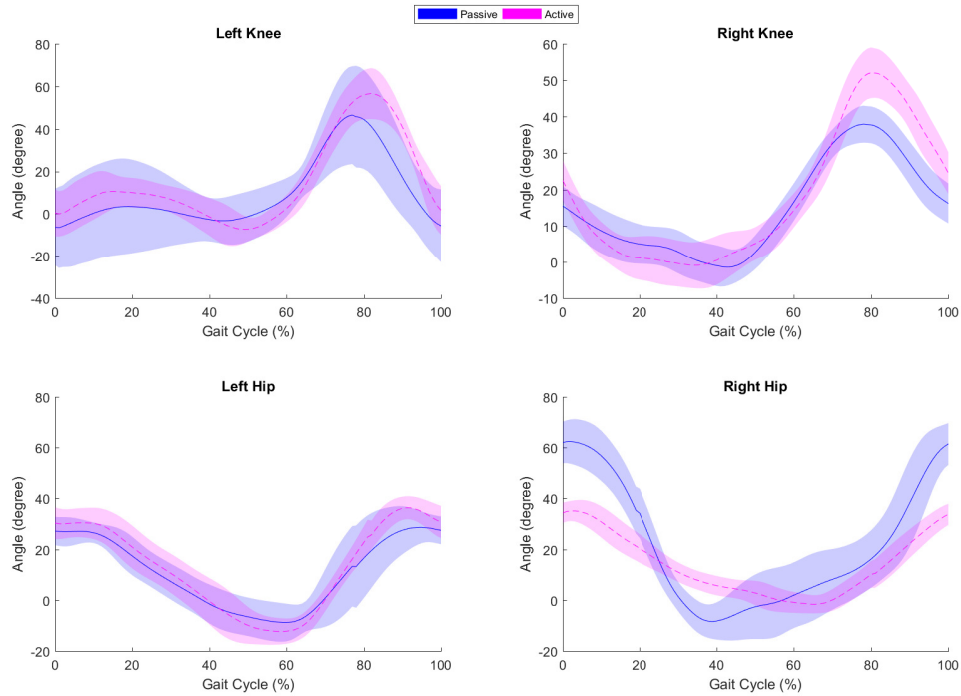 Passive Active
Left Knee
80
60
40
20
0
-20
-40
0 20 40 60 80 100
Angle (degree)
Gait Cycle (%)
Right Knee
60
50
40
30
20
10
0
-10
0 20 40 60 80 100
Angle (degree)
Gait Cycle (%)
Left Hip
80
60
40
20
0
-20
0 20 40 60 80 100
Angle (degree)
Gait Cycle (%)
Right Hip
80
60
40
20
0
-20
0 20 40 60 80 100
Angle (degree)
Gait Cycle (%)